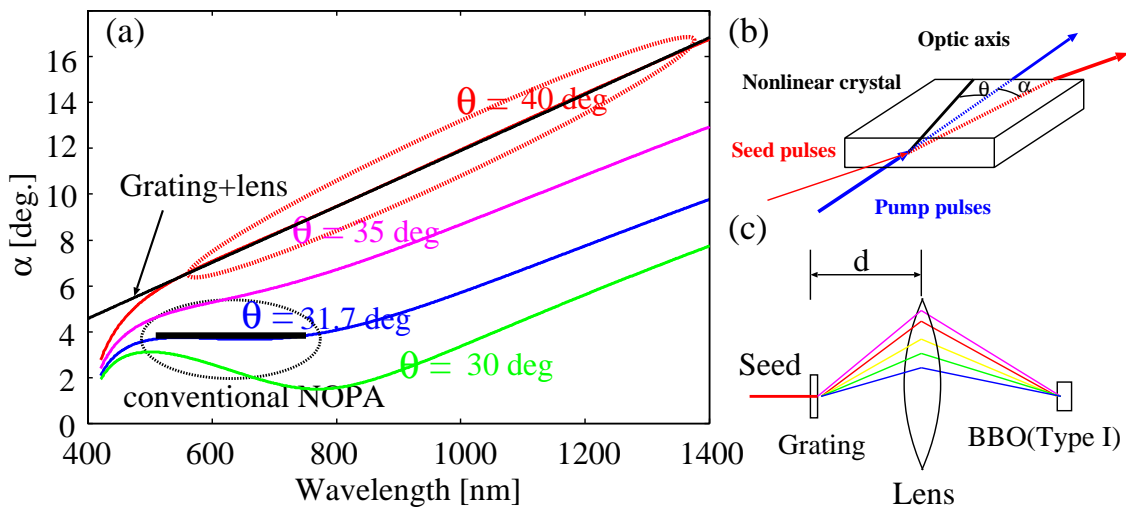 (a)
α [deg.]
16
14
12
10
8
6
4
2
0
400
600
800
1000
1200
1400
Wavelength [nm]
Grating+lens
θ = 40 deg
θ = 35 deg
θ = 31.7 deg
θ = 30 deg
conventional NOPA
(b)
Optic axis
Nonlinear crystal
θ
α
Seed pulses
Pump pulses
(c)
d
Seed
Grating
BBO(Type I)
Lens